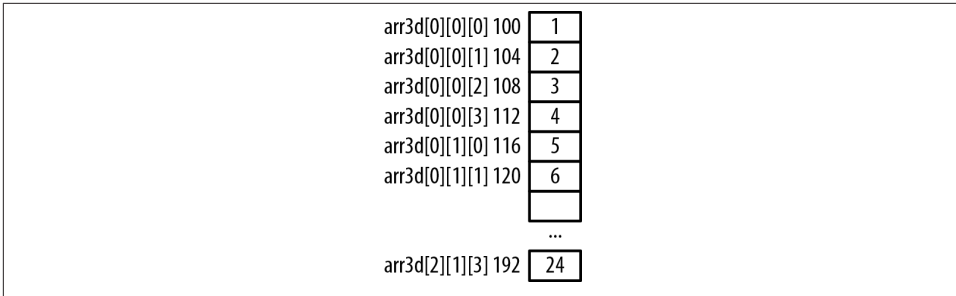 arr3d[0][0][0] 100 1
arr3d[0][0][1] 104 2
arr3d[0][0][2] 108 3
arr3d[0][0][3] 112 4
arr3d[0][1][0] 116 5
arr3d[0][1][1] 120 6
...
arr3d[2][1][3] 192 24